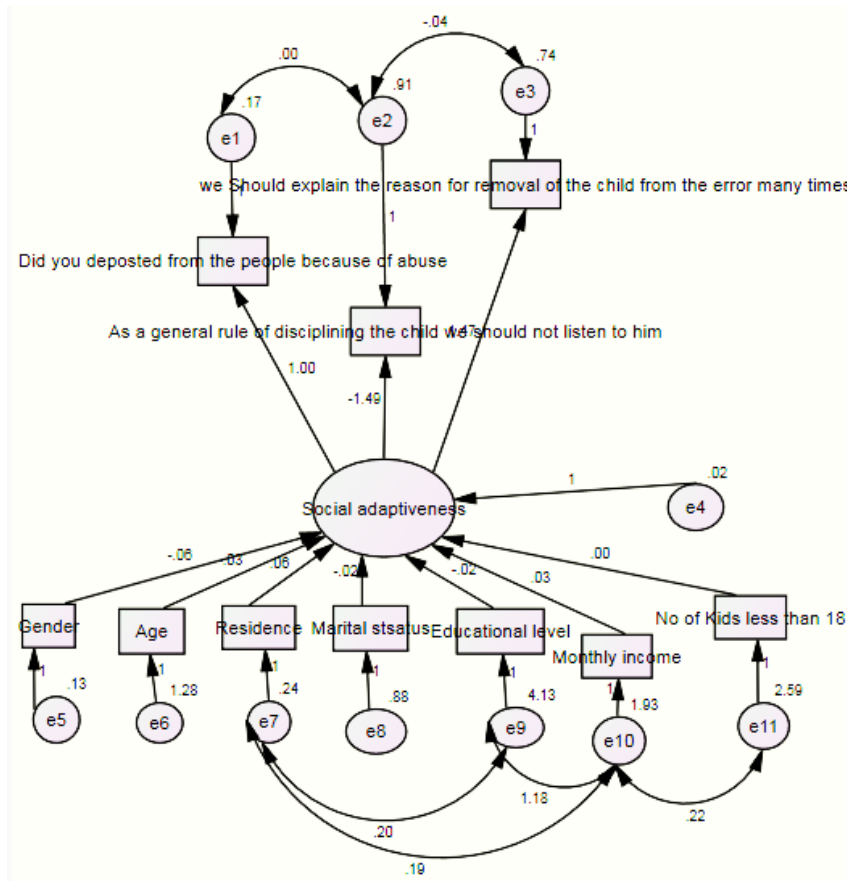 -.04
.00
.74
.91
.17
e3
e2
e1
1
we Should explain the reason for removal of the child from the error many times
1
1
Did you deposted from the people because of abuse
As a general rule of disciplining the child we should not listen to him
1.00
-1.49
.02
1
Social adaptiveness
e4
-.06
.03
.06
-.02
-.02
.03
.00
Gender
Age
Residence
Marital stsatus
Educational level
No of Kids less than 18
Monthly income
1
1
1
1
1
1
1
.13
1.28
.24
.88
4.13
1.93
2.59
e5
e6
e7
e8
e9
e10
e11
1.18
.22
.20
.19